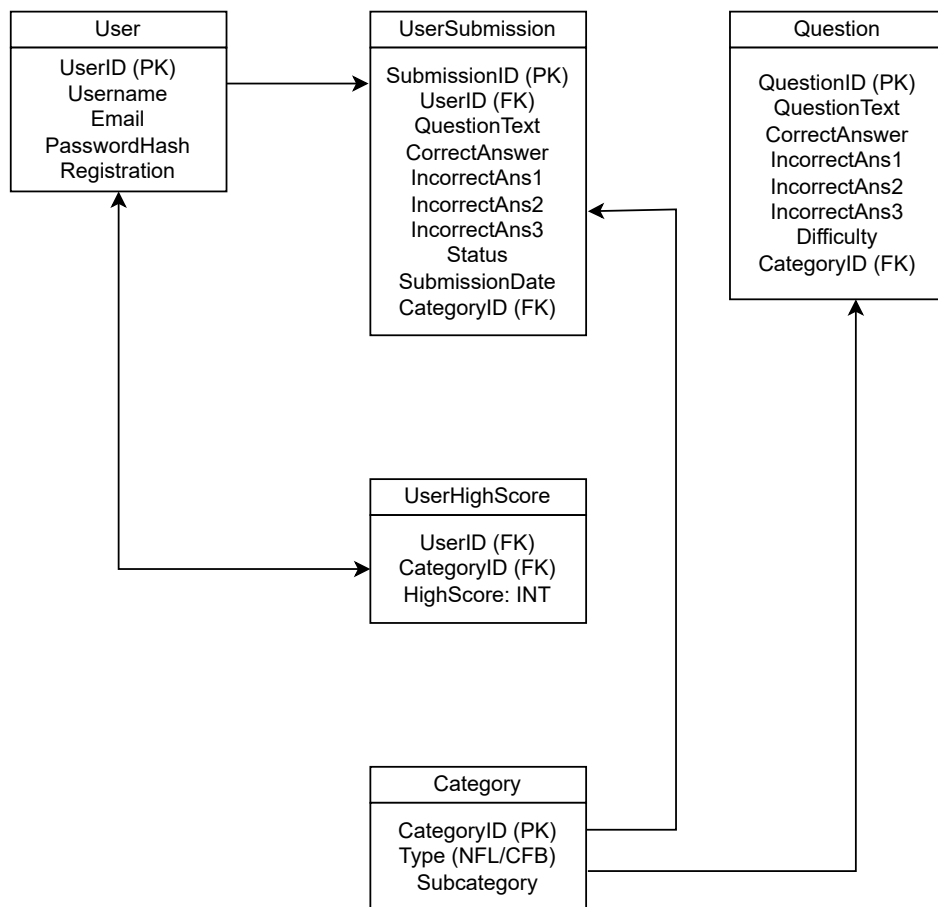 User
UserID (PK)
Username
Email
PasswordHash
Registration
UserSubmission
SubmissionID (PK)
UserID (FK)
QuestionText
CorrectAnswer
IncorrectAns1
IncorrectAns2
IncorrectAns3
Status
SubmissionDate
CategoryID (FK)
Question
QuestionID (PK)
QuestionText
CorrectAnswer
IncorrectAns1
IncorrectAns2
IncorrectAns3
Difficulty
CategoryID (FK)
UserHighScore
UserID (FK)
CategoryID (FK)
HighScore: INT
Category
CategoryID (PK)
Type (NFL/CFB)
Subcategory